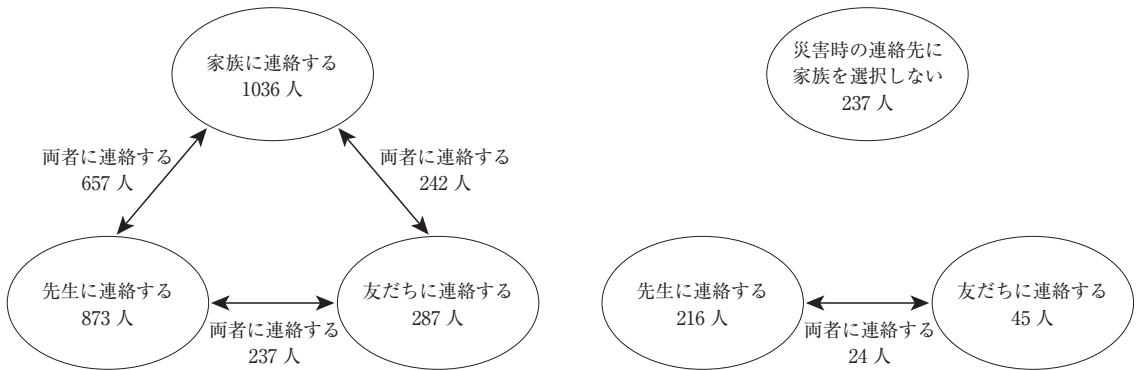 家族に連絡する
1036 人
両者に連絡する
657 人
両者に連絡する
242 人
先生に連絡する
873 人
両者に連絡する
237 人
友だちに連絡する
287 人
災害時の連絡先に
家族を選択しない
237 人
先生に連絡する
216 人
両者に連絡する
24 人
友だちに連絡する
45 人